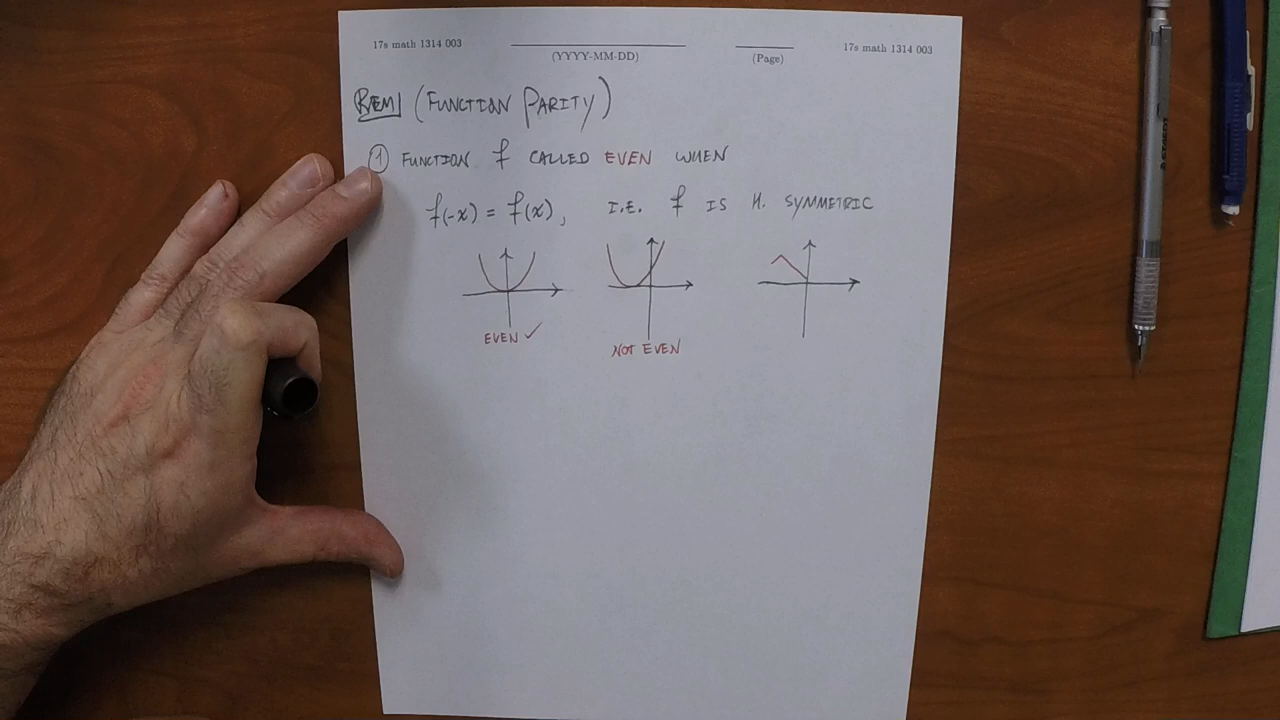 17s math 1314 003 (YYYY-MM-DD) (Page) 17s math 1314 003
REM (FUNCTION PARITY)
① FUNCTION f CALLED EVEN WHEN
f(-x) = f(x), I.E. f IS H. SYMMETRIC
EVEN ✓
NOT EVEN